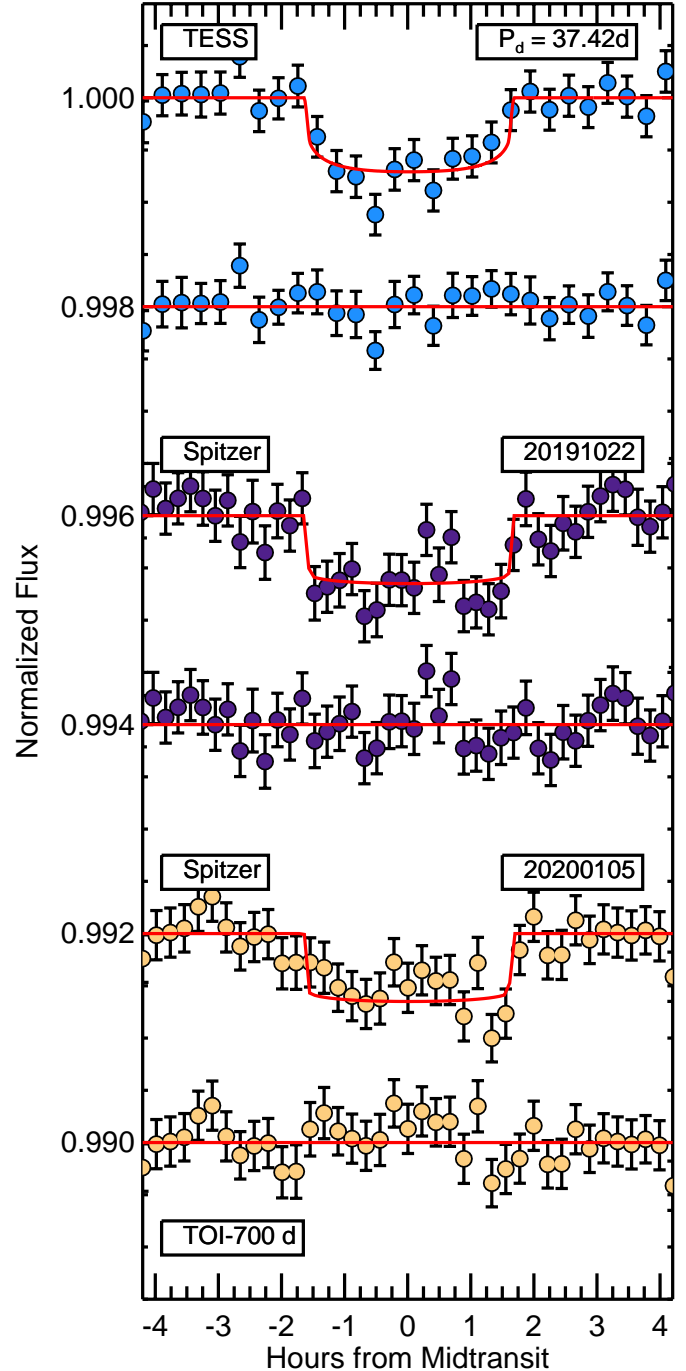 TESS
P_d = 37.42d
1.000
0.998
Spitzer
20191022
0.996
Normalized Flux
0.994
Spitzer
20200105
0.992
0.990
TOI-700 d
-4 -3 -2 -1 0 1 2 3 4
Hours from Midtransit